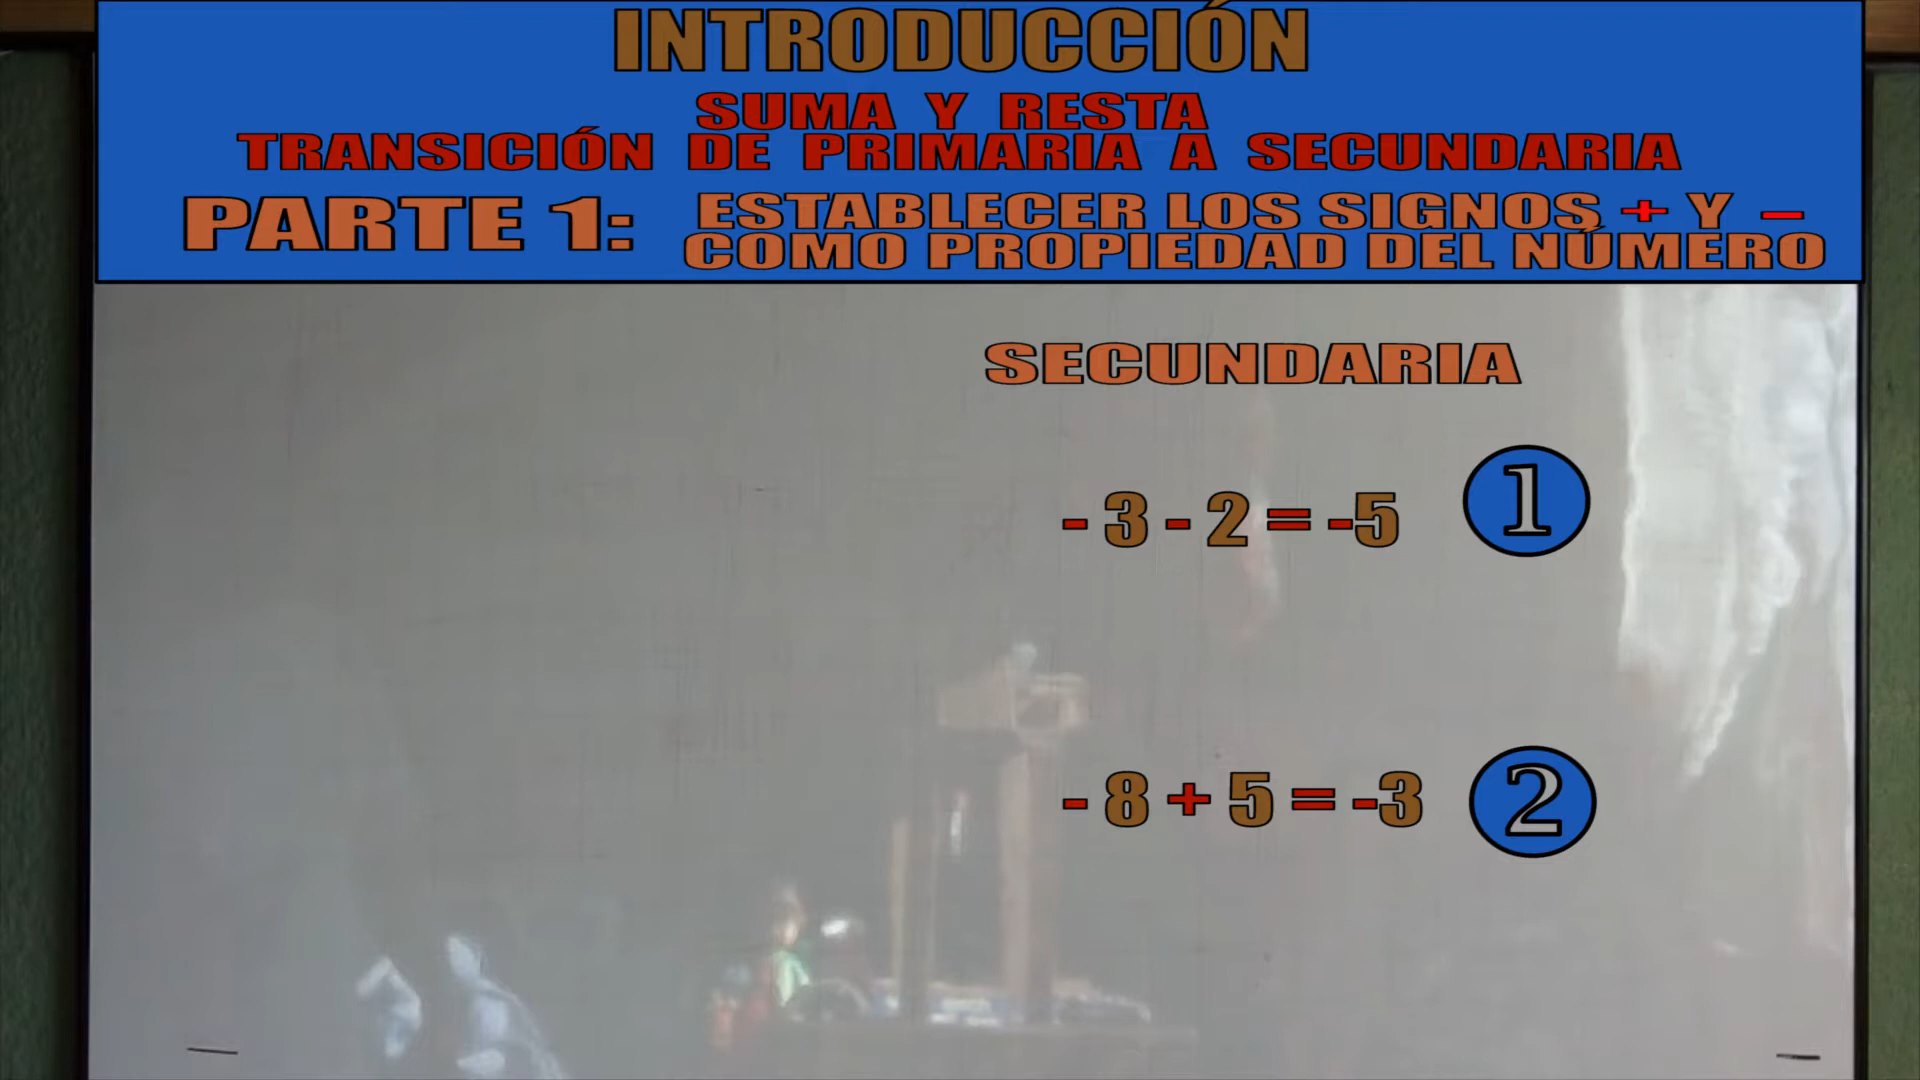 INTRODUCCIÓN
SUMA Y RESTA
TRANSICIÓN DE PRIMARIA A SECUNDARIA
PARTE 1: ESTABLECER LOS SIGNOS + Y -
COMO PROPIEDAD DEL NÚMERO
SECUNDARIA
- 3 - 2 = -5 1
- 8 + 5 = -3 2